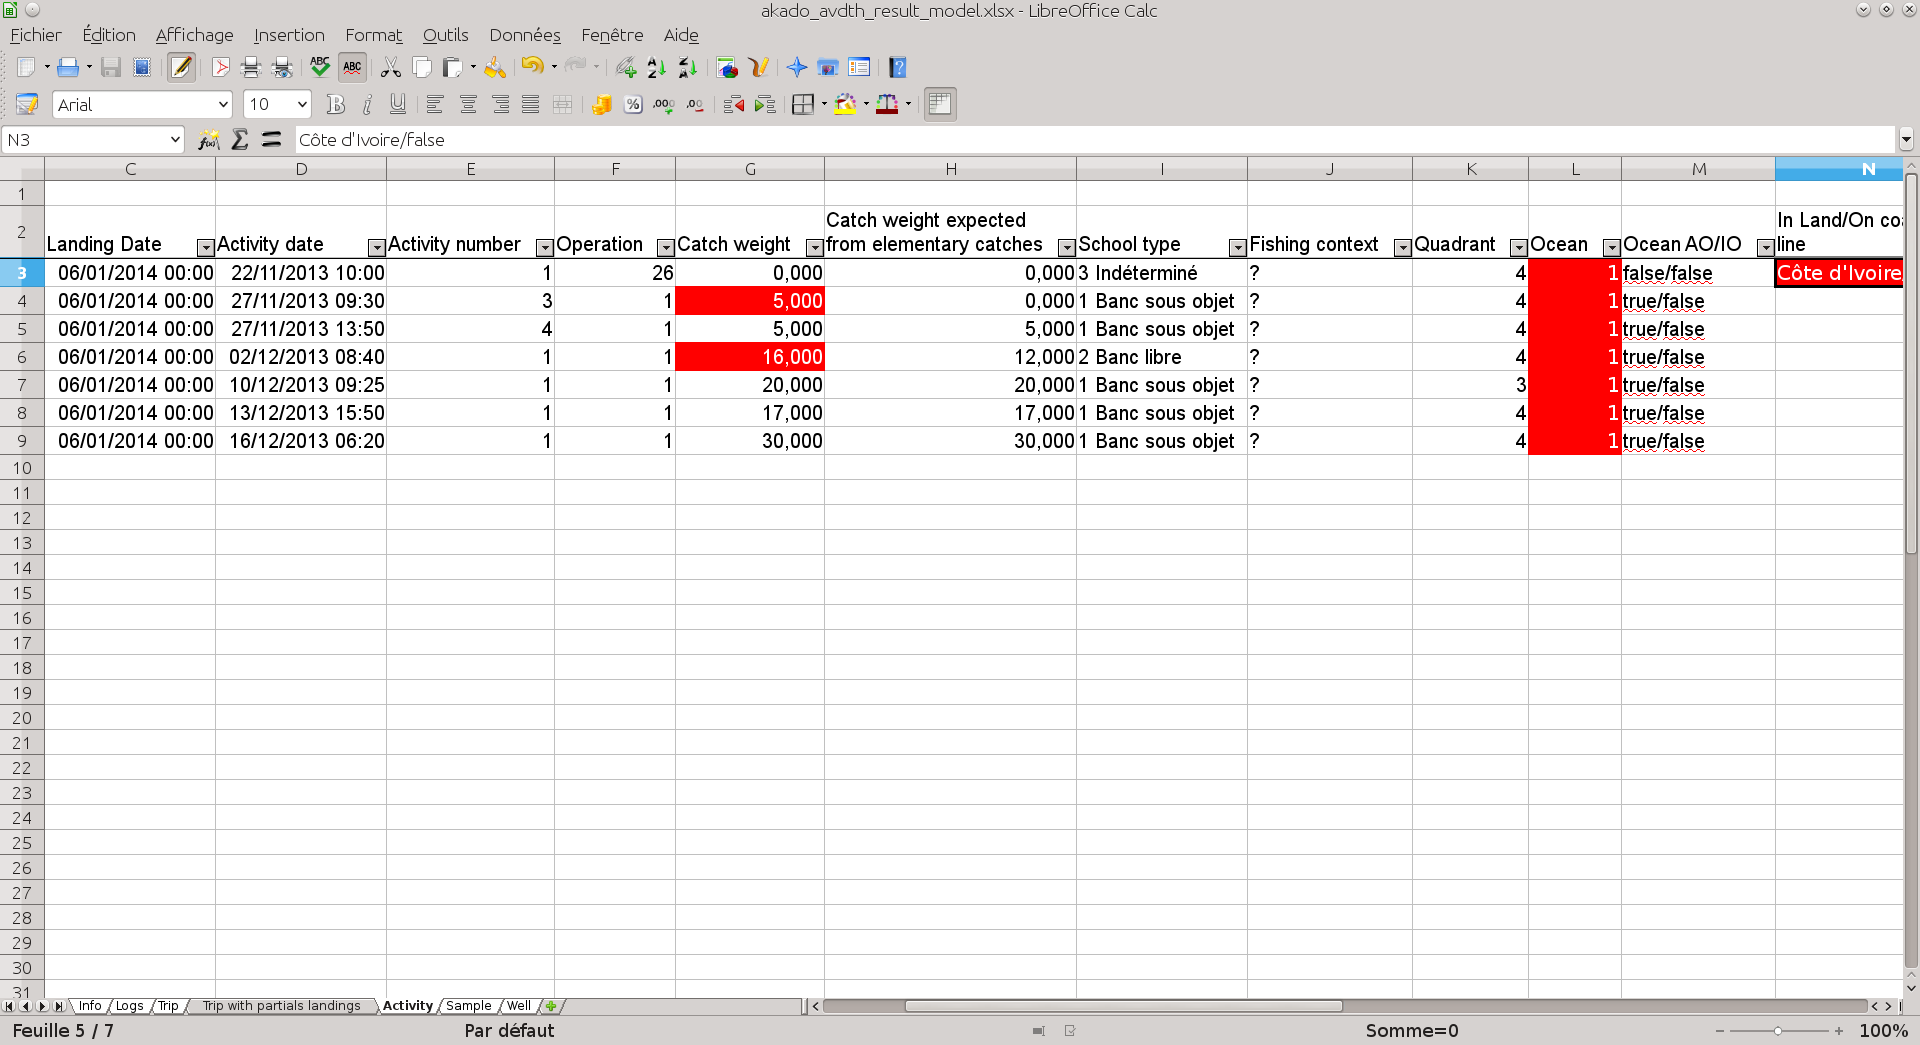 akado_avdth_result_model.xlsx - LibreOffice Calc
Fichier Édition Affichage Insertion Format Outils Données Fenêtre Aide
ABC ABC
Arial 10
N3 Côte d'Ivoire/false
C D E F G H I J K L M N
1
2 Landing Date Activity date Activity number Operation Catch weight Catch weight expected from elementary catches School type Fishing context Quadrant Ocean Ocean AO/IO In Land/On co line
3 06/01/2014 00:00 22/11/2013 10:00 1 26 0,000 0,000 3 Indéterminé ? 4 1 false/false Côte d'Ivoire
4 06/01/2014 00:00 27/11/2013 09:30 3 1 5,000 0,000 1 Banc sous objet ? 4 1 true/false
5 06/01/2014 00:00 27/11/2013 13:50 4 1 5,000 5,000 1 Banc sous objet ? 4 1 true/false
6 06/01/2014 00:00 02/12/2013 08:40 1 1 16,000 12,000 2 Banc libre ? 4 1 true/false
7 06/01/2014 00:00 10/12/2013 09:25 1 1 20,000 20,000 1 Banc sous objet ? 3 1 true/false
8 06/01/2014 00:00 13/12/2013 15:50 1 1 17,000 17,000 1 Banc sous objet ? 4 1 true/false
9 06/01/2014 00:00 16/12/2013 06:20 1 1 30,000 30,000 1 Banc sous objet ? 4 1 true/false
10
11
12
13
14
15
16
17
18
19
20
21
22
23
24
25
26
27
28
29
30
31
Info Logs Trip Trip with partials landings Activity Sample Well
Feuille 5 / 7 Par défaut Somme=0 100%